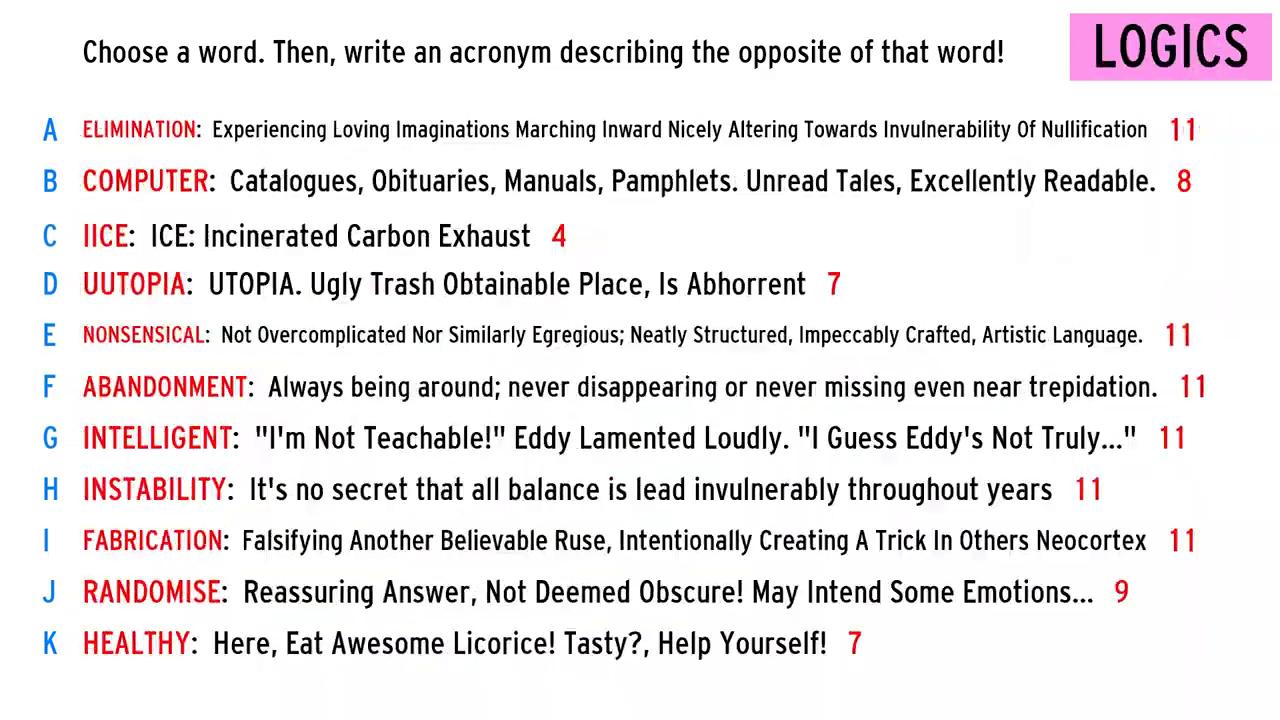 Choose a word. Then, write an acronym describing the opposite of that word!
LOGICS
A ELIMINATION: Experiencing Loving Imaginations Marching Inward Nicely Altering Towards Invulnerability Of Nullification 11
B COMPUTER: Catalogues, Obituaries, Manuals, Pamphlets. Unread Tales, Excellently Readable. 8
C IICE: ICE: Incinerated Carbon Exhaust 4
D UUTOPIA: UTOPIA. Ugly Trash Obtainable Place, Is Abhorrent 7
E NONSENSICAL: Not Overcomplicated Nor Similarly Egregious; Neatly Structured, Impeccably Crafted, Artistic Language. 11
F ABANDONMENT: Always being around; never disappearing or never missing even near trepidation. 11
G INTELLIGENT: "I'm Not Teachable!" Eddy Lamented Loudly. "I Guess Eddy's Not Truly..." 11
H INSTABILITY: It's no secret that all balance is lead invulnerably throughout years 11
I FABRICATION: Falsifying Another Believable Ruse, Intentionally Creating A Trick In Others Neocortex 11
J RANDOMISE: Reassuring Answer, Not Deemed Obscure! May Intend Some Emotions... 9
K HEALTHY: Here, Eat Awesome Licorice! Tasty?, Help Yourself! 7